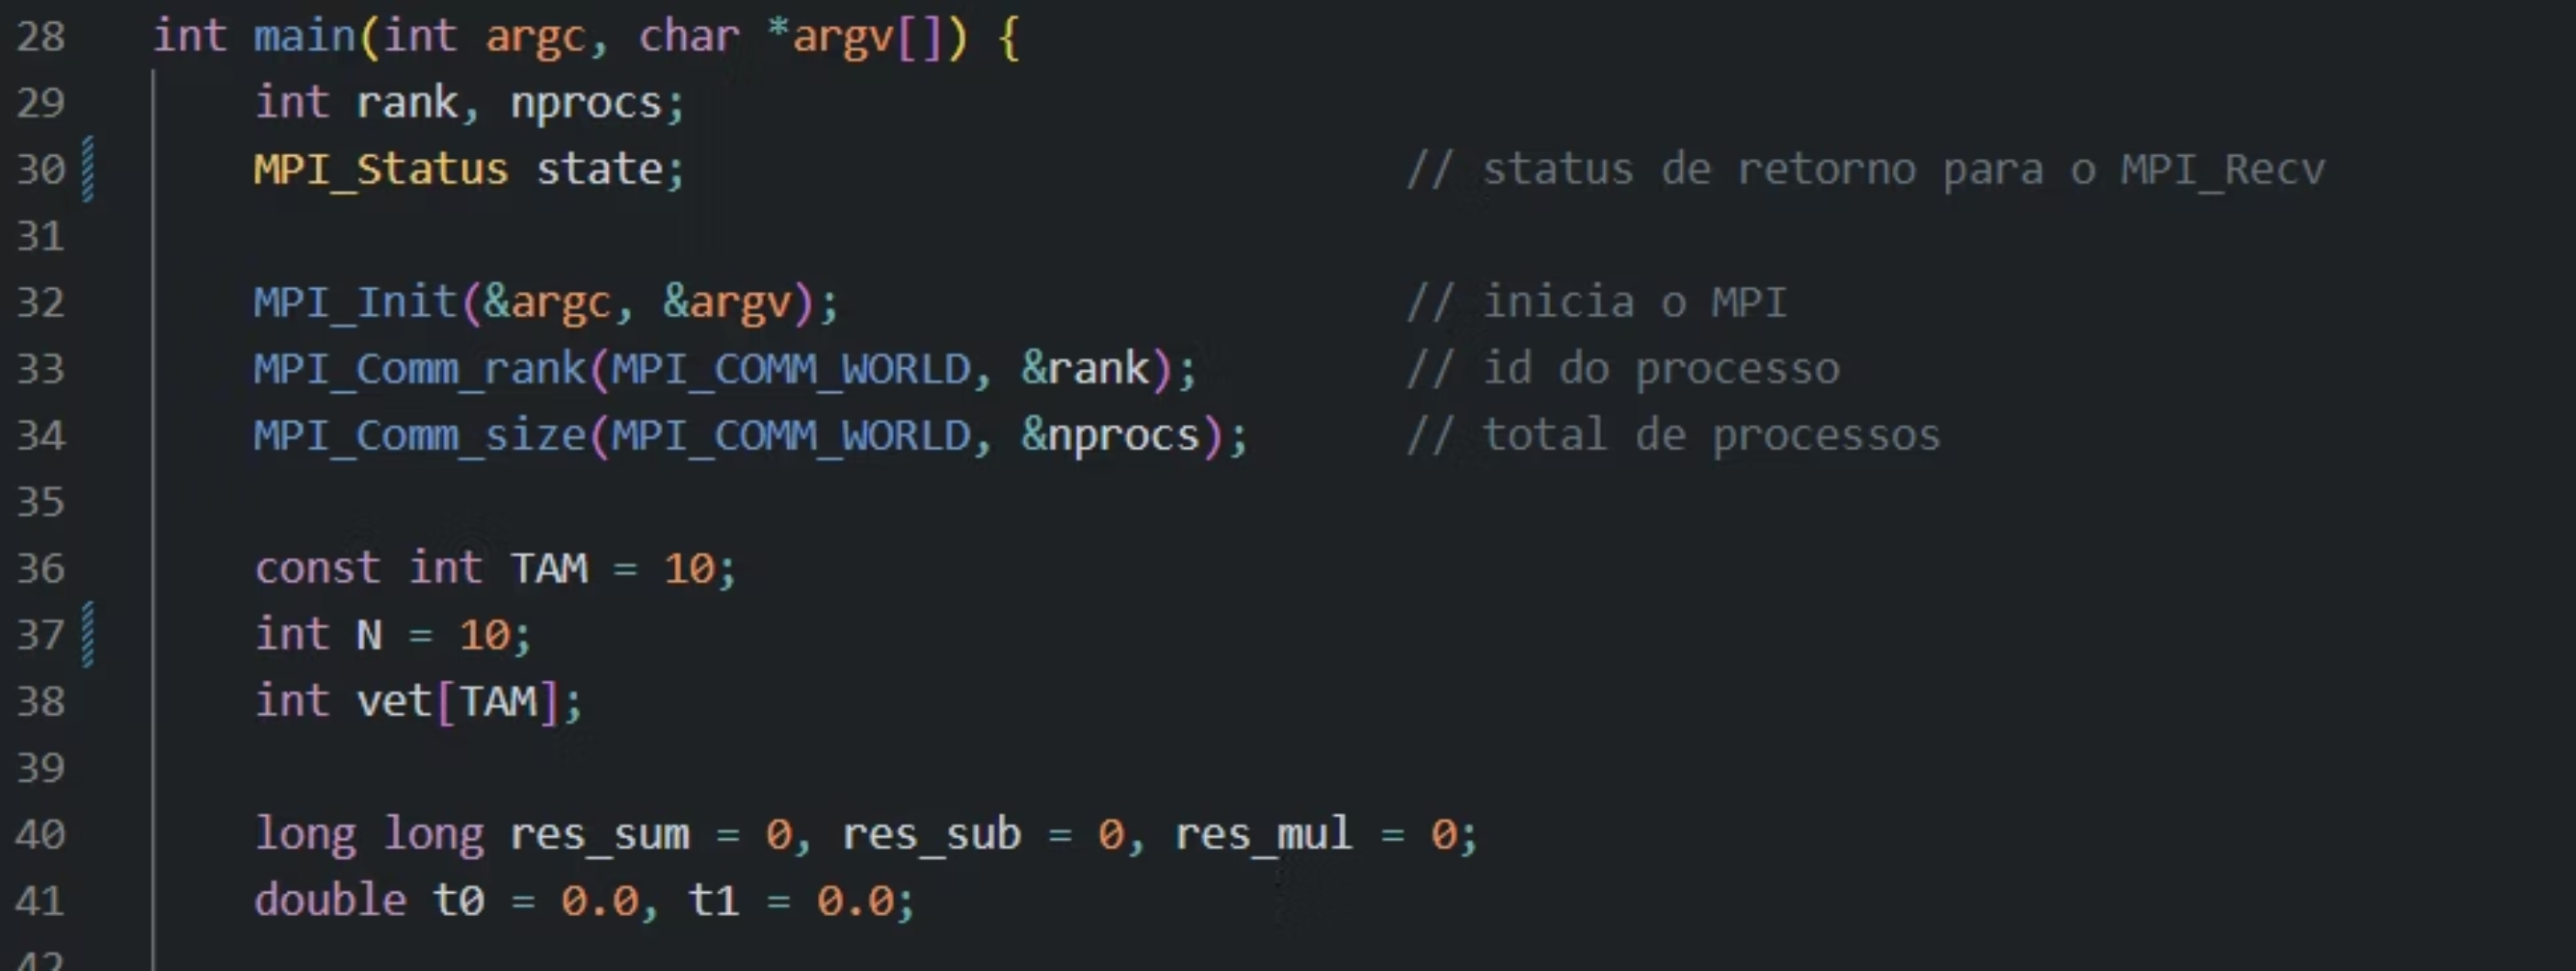 28 int main(int argc, char *argv[]) {
29 int rank, nprocs;
30 MPI_Status state; // status de retorno para o MPI_Recv
31
32 MPI_Init(&argc, &argv); // inicia o MPI
33 MPI_Comm_rank(MPI_COMM_WORLD, &rank); // id do processo
34 MPI_Comm_size(MPI_COMM_WORLD, &nprocs); // total de processos
35
36 const int TAM = 10;
37 int N = 10;
38 int vet[TAM];
39
40 long long res_sum = 0, res_sub = 0, res_mul = 0;
41 double t0 = 0.0, t1 = 0.0;
42